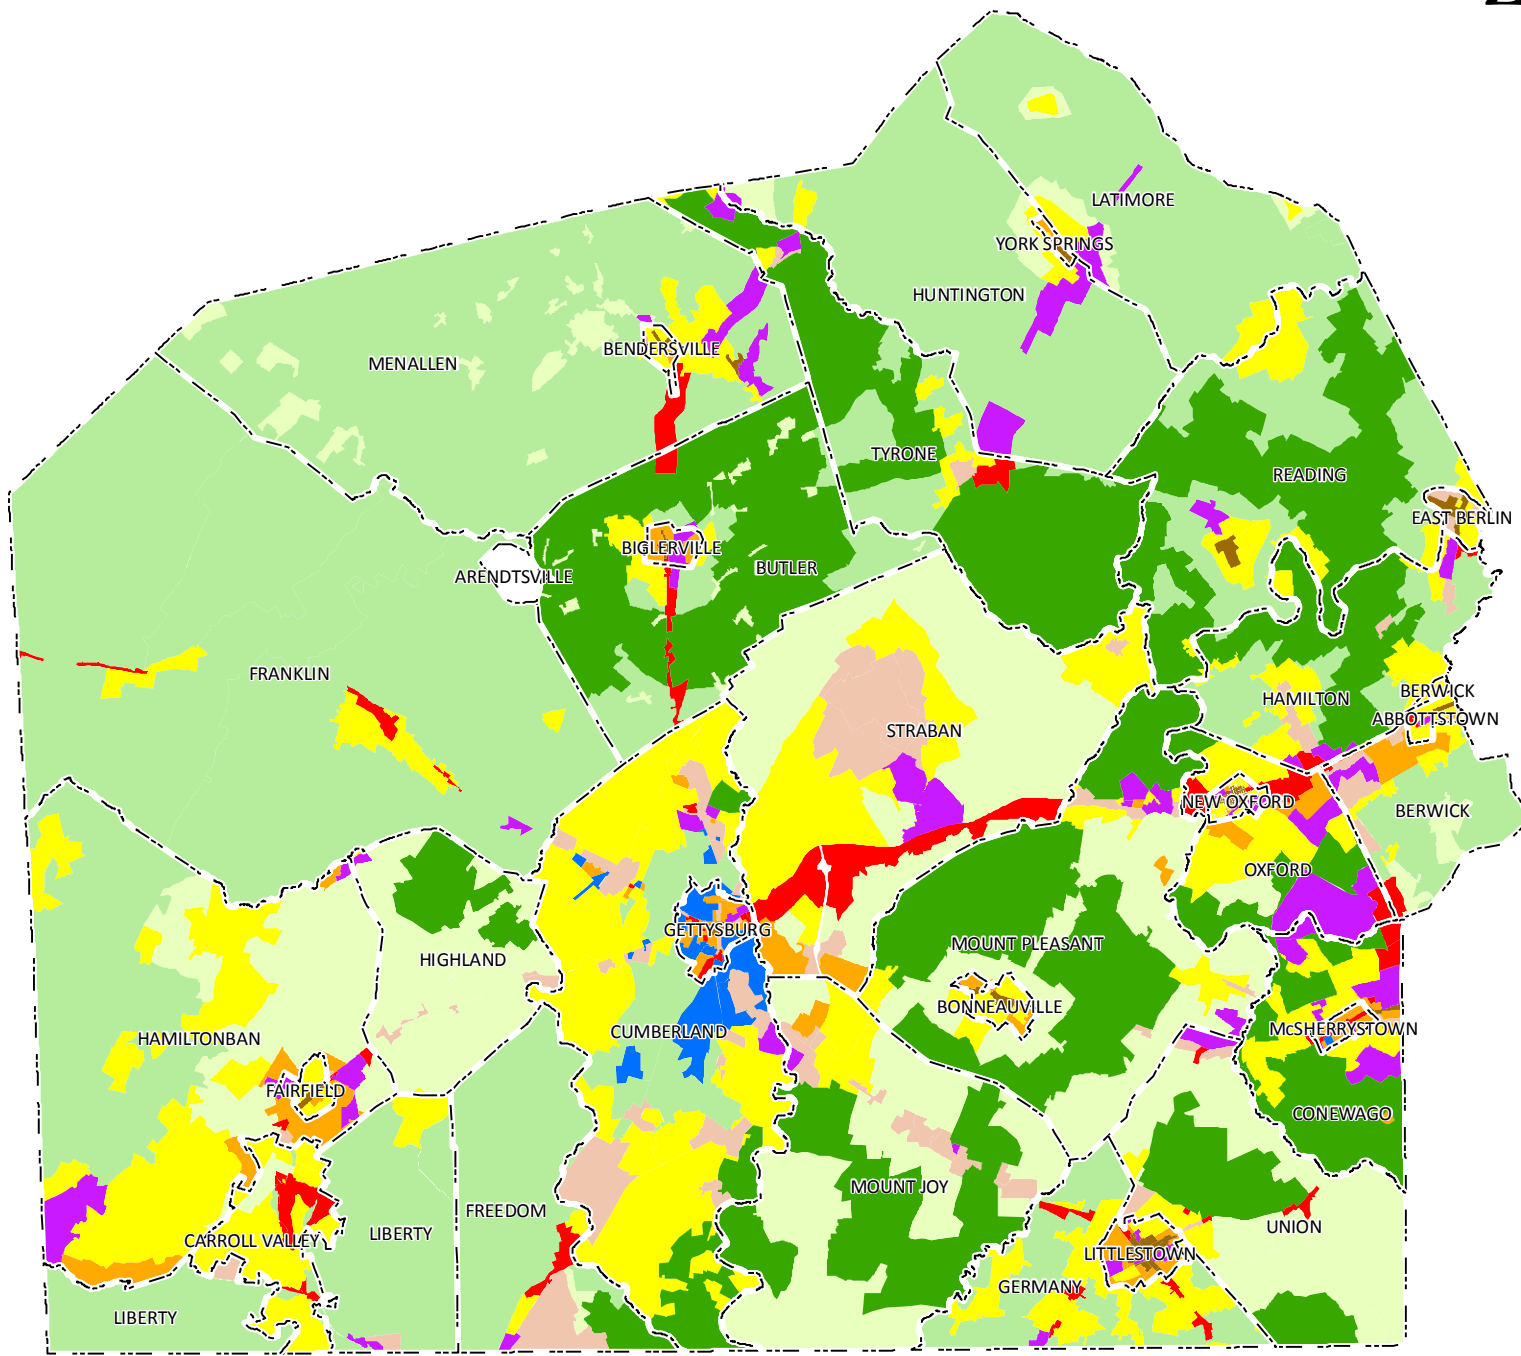 LATIMORE
YORK SPRINGS
HUNTINGTON
BENDERSVILLE
MENALLEN
TYRONE
READING
EAST BERLIN
BIGLERVILLE
BUTLER
ARENDTSVILLE
FRANKLIN
BERWICK
HAMILTON
ABBOTTSTOWN
STRABAN
NEW OXFORD
BERWICK
OXFORD
GETTYSBURG
MOUNT PLEASANT
HIGHLAND
BONNEAUVILLE
CUMBERLAND
McSHERRYSTOWN
HAMILTONBAN
FAIRFIELD
CONEWAGO
MOUNT JOY
FREEDOM
UNION
LIBERTY
CARROLL VALLEY
LITTLESTOWN
GERMANY
LIBERTY